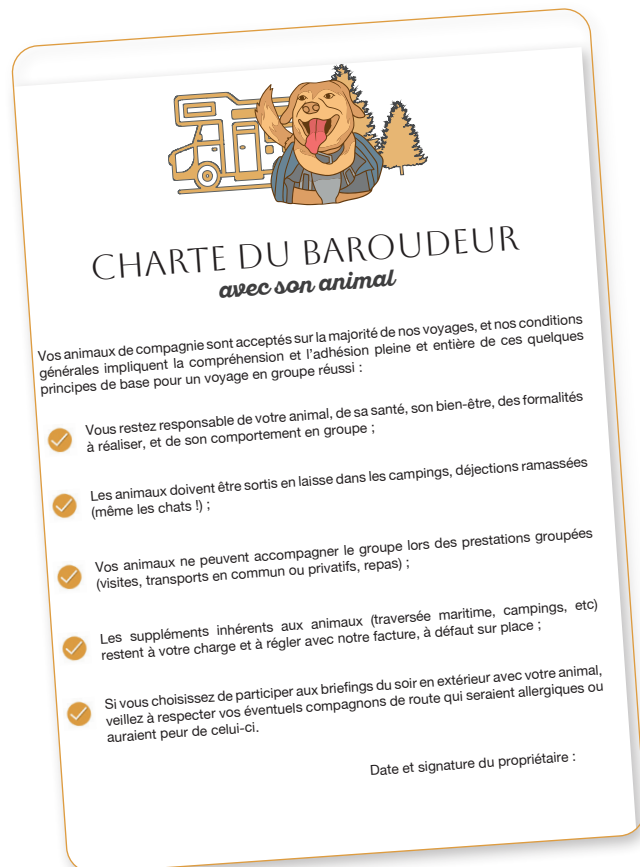 CHARTE DU BAROUDEUR
avec son animal
Vos animaux de compagnie sont acceptés sur la majorité de nos voyages, et nos conditions
générales impliquent la compréhension et l'adhésion pleine et entière de ces quelques
principes de base pour un voyage en groupe réussi :
Vous restez responsable de votre animal, de sa santé, son bien-être, des formalités
à réaliser, et de son comportement en groupe ;
Les animaux doivent être sortis en laisse dans les campings, déjections ramassées
(même les chats !) ;
Vos animaux ne peuvent accompagner le groupe lors des prestations groupées
(visites, transports en commun ou privatifs, repas) ;
Les suppléments inhérents aux animaux (traversée maritime, campings, etc)
restent à votre charge et à régler avec notre facture, à défaut sur place ;
Si vous choisissez de participer aux briefings du soir en extérieur avec votre animal,
veillez à respecter vos éventuels compagnons de route qui seraient allergiques ou
auraient peur de celui-ci.
Date et signature du propriétaire :